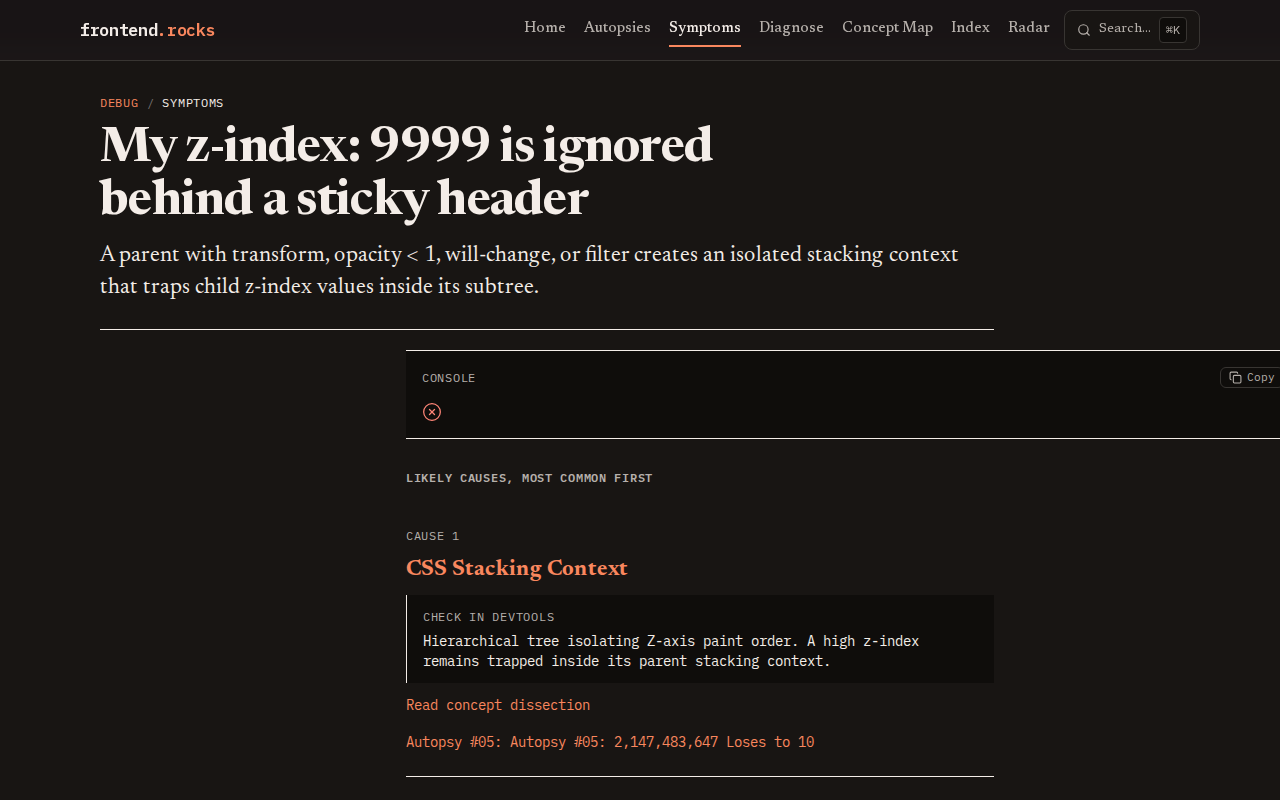 frontend.rocks
Home Autopsies Symptoms Diagnose Concept Map Index Radar Search... ⌘K
DEBUG / SYMPTOMS
My z-index: 9999 is ignored
behind a sticky header
A parent with transform, opacity < 1, will-change, or filter creates an isolated stacking context
that traps child z-index values inside its subtree.
CONSOLE
Copy
LIKELY CAUSES, MOST COMMON FIRST
CAUSE 1
CSS Stacking Context
CHECK IN DEVTOOLS
Hierarchical tree isolating Z-axis paint order. A high z-index
remains trapped inside its parent stacking context.
Read concept dissection
Autopsy #05: Autopsy #05: 2,147,483,647 Loses to 10